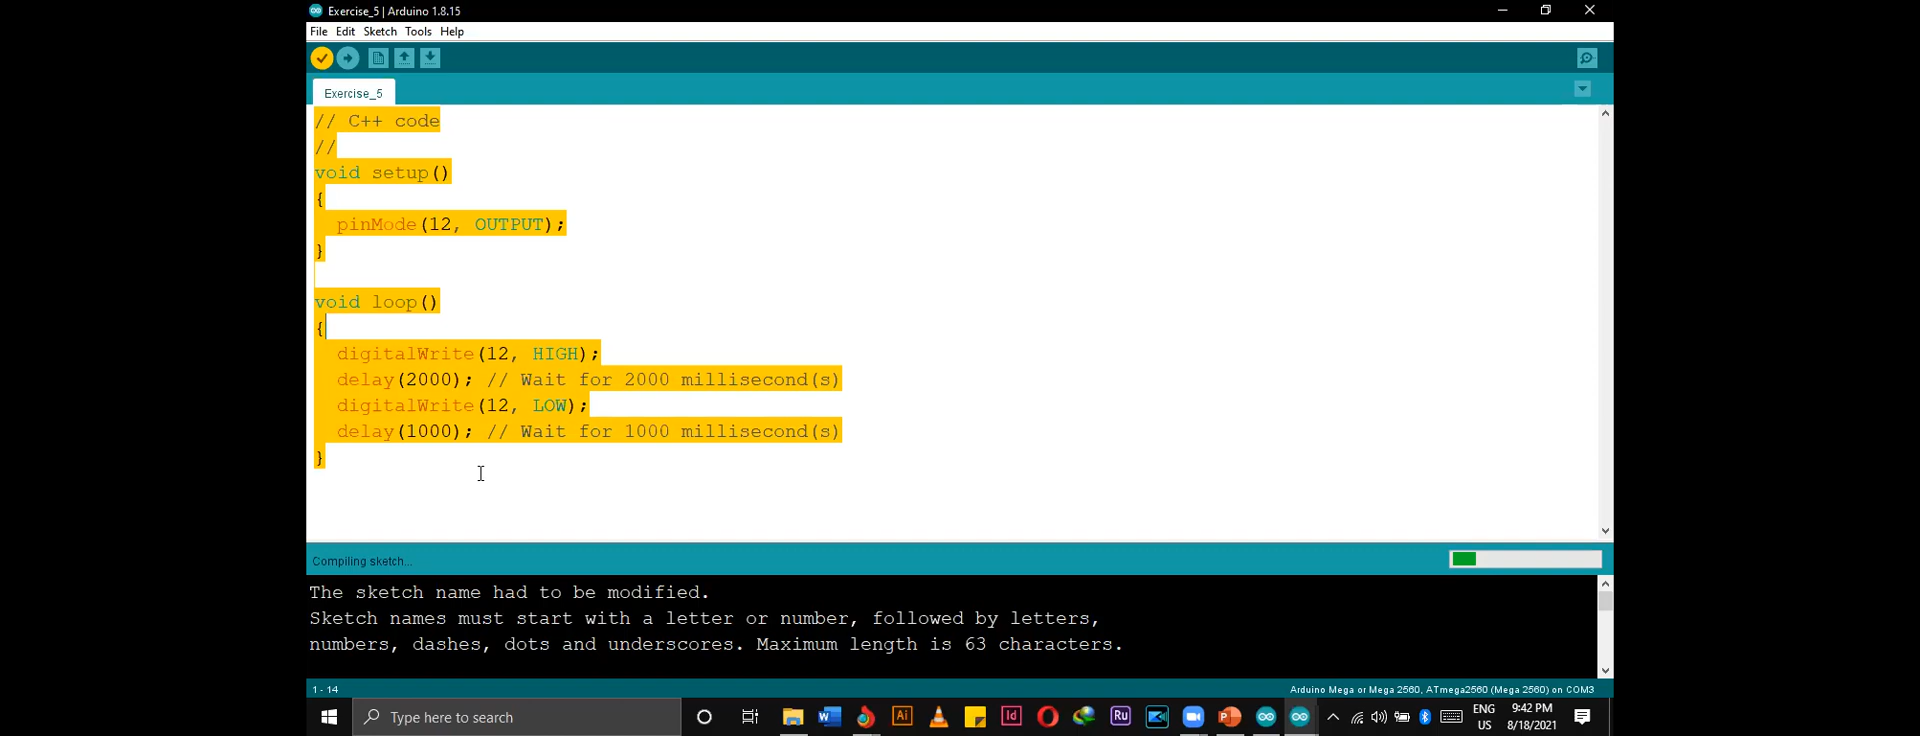 Exercise_5 | Arduino 1.8.15
File Edit Sketch Tools Help
Exercise_5
// C++ code
//
void setup()
{
  pinMode(12, OUTPUT);
}
void loop()
{
  digitalWrite(12, HIGH);
  delay(2000); // Wait for 2000 millisecond(s)
  digitalWrite(12, LOW);
  delay(1000); // Wait for 1000 millisecond(s)
}
Compiling sketch...
The sketch name had to be modified.
Sketch names must start with a letter or number, followed by letters,
numbers, dashes, dots and underscores. Maximum length is 63 characters.
1 - 14
Arduino Mega or Mega 2560, ATmega2560 (Mega 2560) on COM3
Type here to search
W
Ai
Id
Ru
P
ENG
US
9:42 PM
8/18/2021